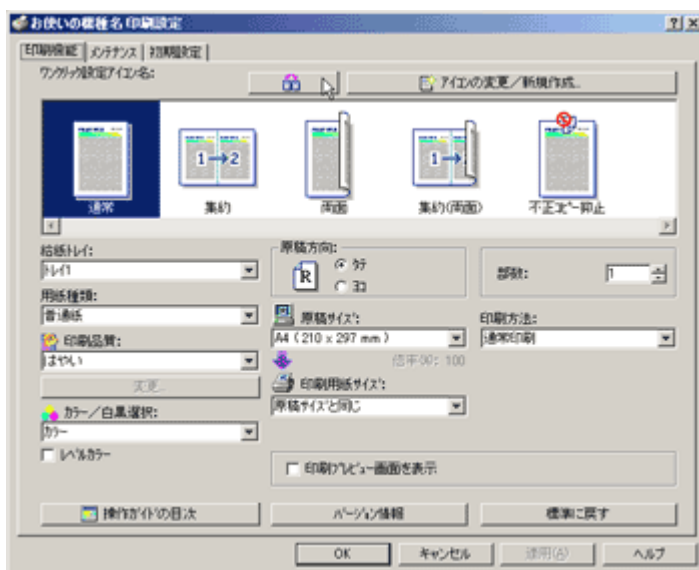 お使いの機種名 印刷設定
印刷機能 メンテナンス 初期設定
ワンクリック設定アイコン名:
アイコンの変更/新規作成...
1→2
1→2
通常 集約 両面 集約(両面) 不正コピー抑止
給紙トレイ:
トレイ1
原稿方向:
R
タテ
ヨコ
部数: 1
用紙種類:
普通紙
原稿サイズ:
A4 (210 x 297 mm)
印刷方法:
通常印刷
印刷品質:
はやい
倍率(%): 100
変更...
印刷用紙サイズ:
原稿サイズと同じ
カラー/白黒選択:
カラー
レベルカラー
印刷プレビュー画面を表示
操作ガイドの目次 バージョン情報 標準に戻す
OK キャンセル 適用(A) ヘルプ